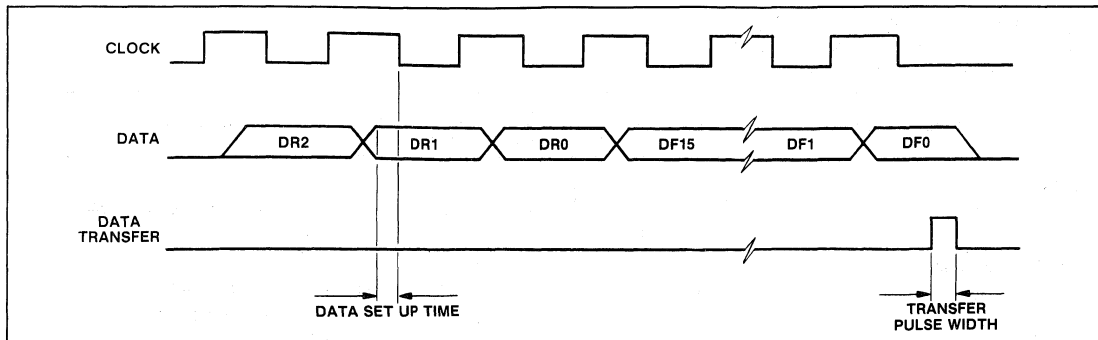 CLOCK
DATA
DR2
DR1
DR0
DF15
DF1
DF0
DATA
TRANSFER
DATA SET UP TIME
TRANSFER
PULSE WIDTH